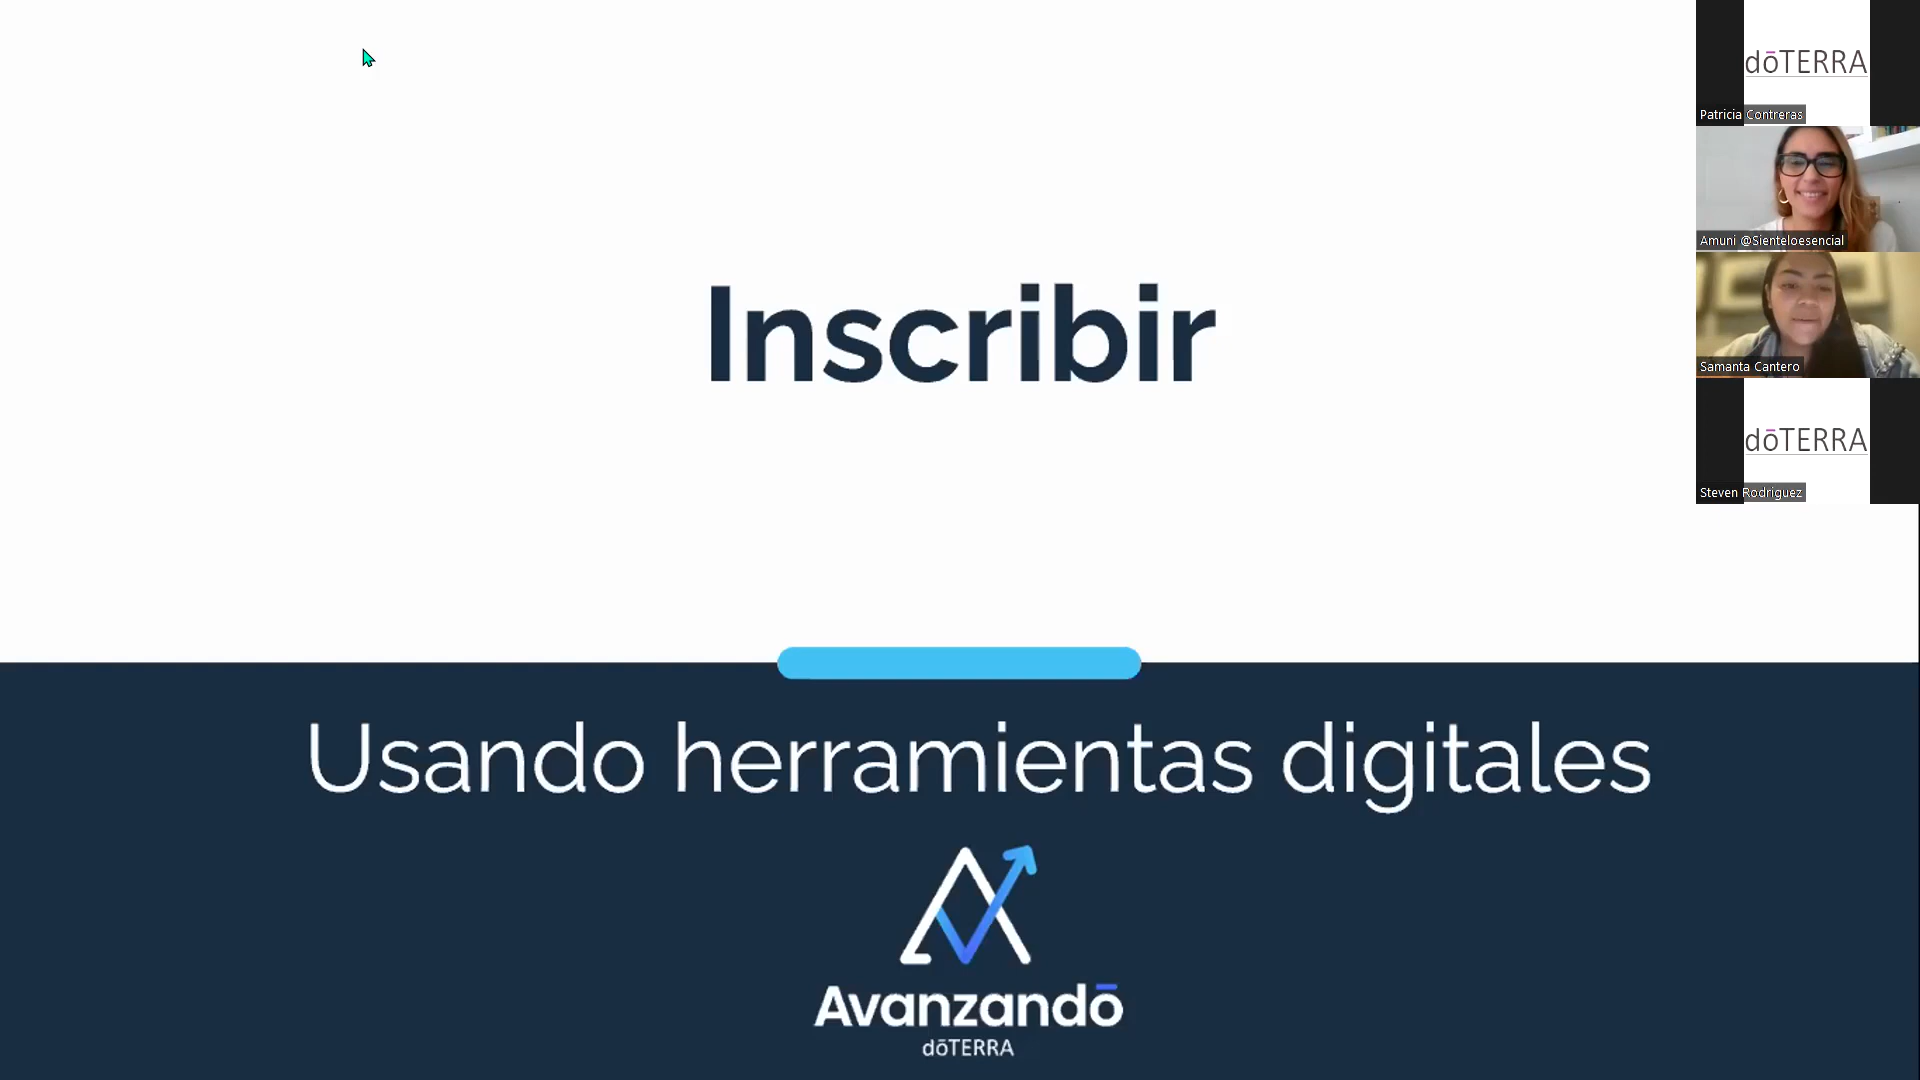 Inscribir
Usando herramientas digitales
Avanzandō
dōTERRA
dōTERRA
Patricia Contreras
Amuni @Sienteloesencial
Samanta Cantero
dōTERRA
Steven Rodriguez